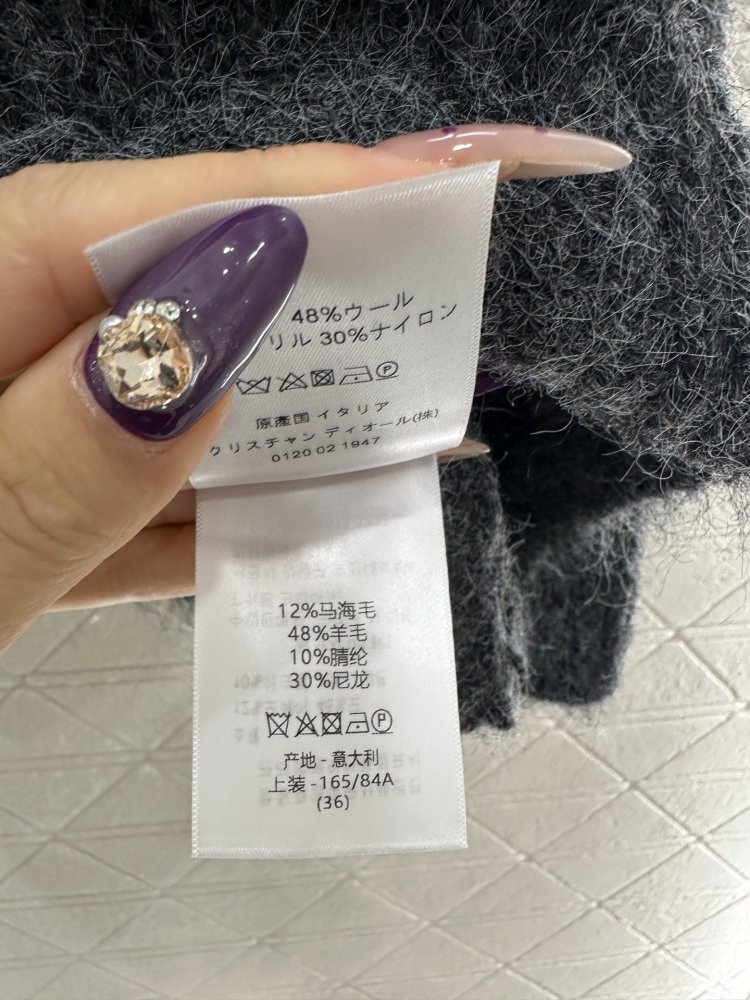 48%ウール
リル 30%ナイロン
原産国 イタリア
クリスチャン ディオール(株)
0120 02 1947
12%马海毛
48%羊毛
10%腈纶
30%尼龙
P
产地 - 意大利
上装 -165/84A
(36)